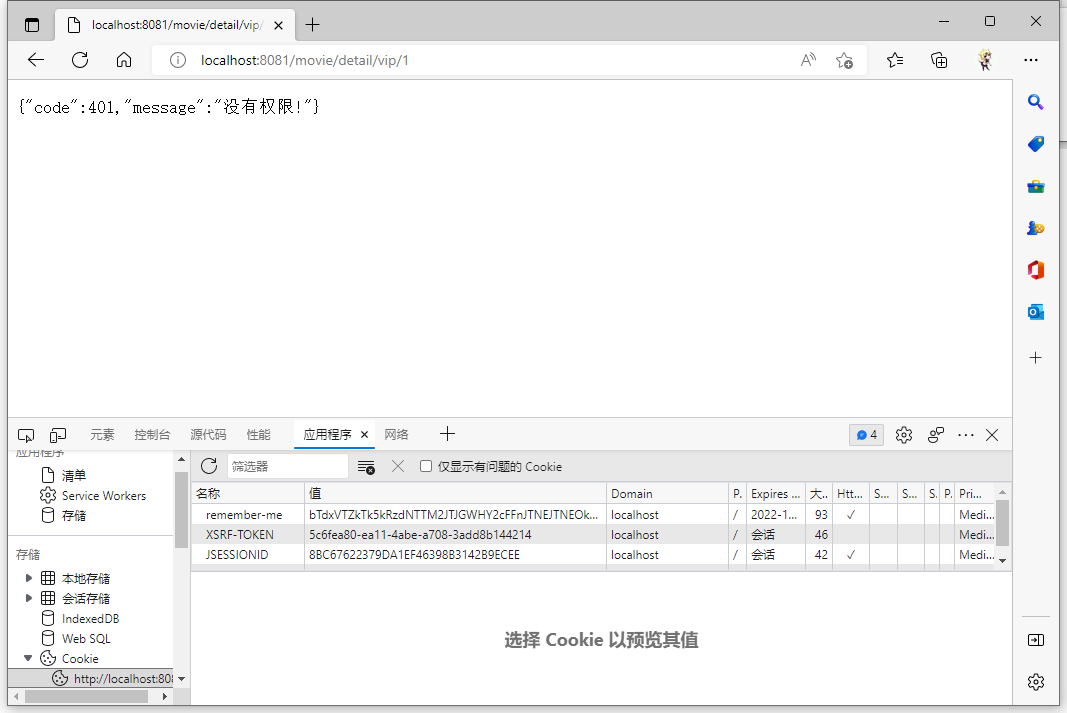 localhost:8081/movie/detail/vip/
localhost:8081/movie/detail/vip/1
{"code":401,"message":"没有权限!"}
元素 控制台 源代码 性能 应用程序 网络 4
应用程序
清单
Service Workers
存储
存储
本地存储
会话存储
IndexedDB
Web SQL
Cookie
http://localhost:808
筛选器 仅显示有问题的 Cookie
名称 值 Domain P. Expires ... 大.. Htt... S... S... S. P. Pri...
remember-me bTdxVTZkTk5kRzdNTTM2JTJGWHY2cFFnJTNEJTNEOk... localhost / 2022-1... 93 ✓ Medi...
XSRF-TOKEN 5c6fea80-ea11-4abe-a708-3add8b144214 localhost / 会话 46 Medi...
JSESSIONID 8BC67622379DA1EF46398B3142B9ECEE localhost / 会话 42 ✓ Medi...
选择 Cookie 以预览其值